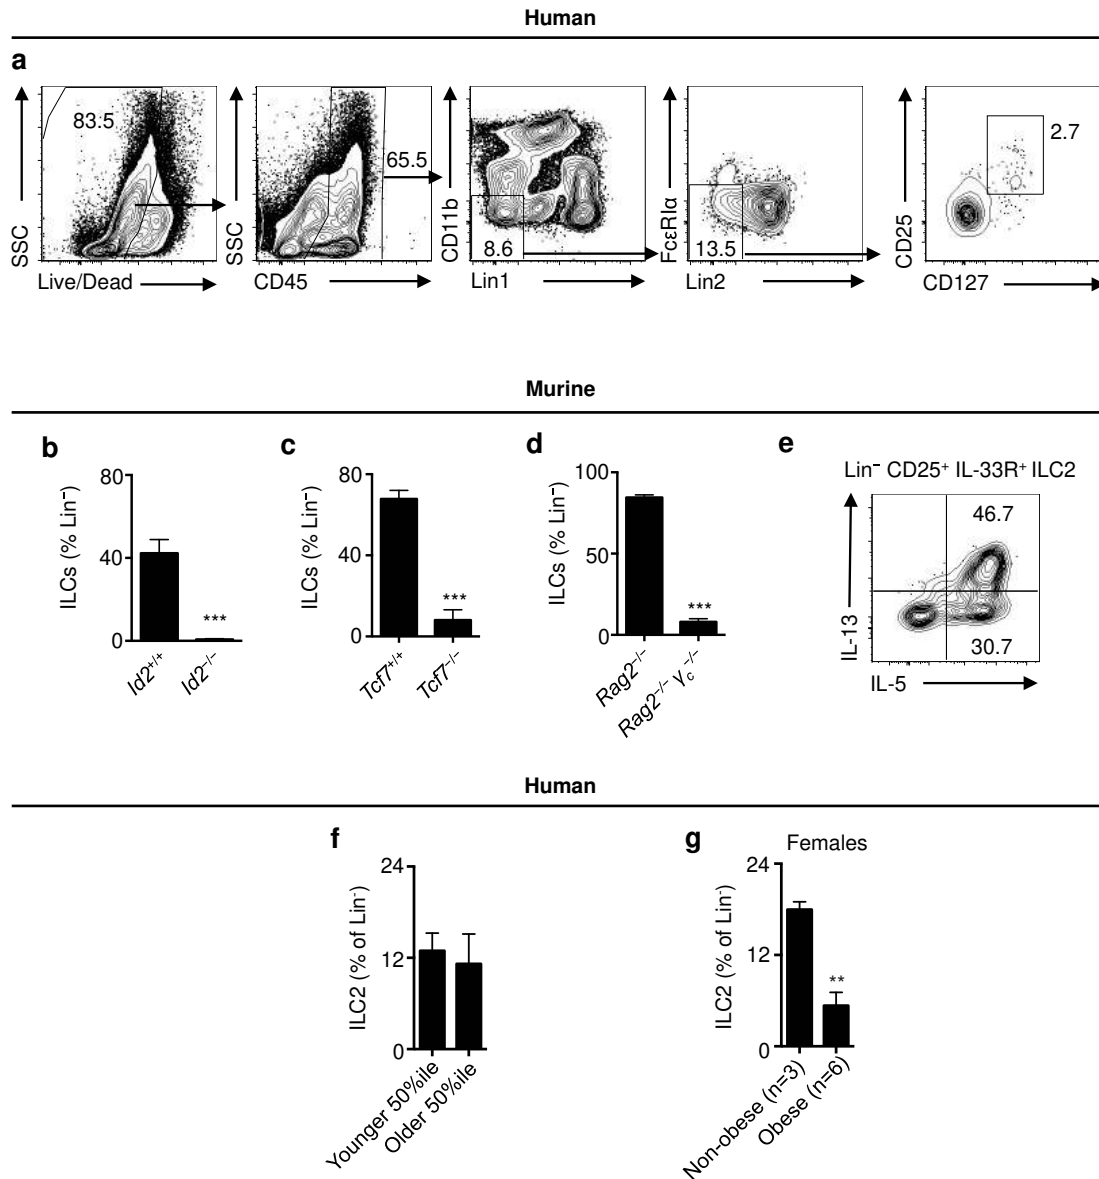 Human
a
SSC
83.5
Live/Dead
SSC
65.5
CD45
CD11b
8.6
Lin1
FcεRIα
13.5
Lin2
CD25
2.7
CD127
Murine
b
ILCs (% Lin⁻)
80
40
0
***
Id2⁺/⁺
Id2⁻/⁻
c
ILCs (% Lin⁻)
80
40
0
***
Tcf7⁺/⁺
Tcf7⁻/⁻
d
ILCs (% Lin⁻)
100
50
0
***
Rag2⁻/⁻
Rag2⁻/⁻ γc⁻/⁻
e
Lin⁻ CD25⁺ IL-33R⁺ ILC2
IL-13
46.7
30.7
IL-5
Human
f
ILC2 (% of Lin⁻)
24
12
0
Younger 50%ile
Older 50%ile
g
Females
ILC2 (% of Lin⁻)
24
12
0
**
Non-obese (n=3)
Obese (n=6)